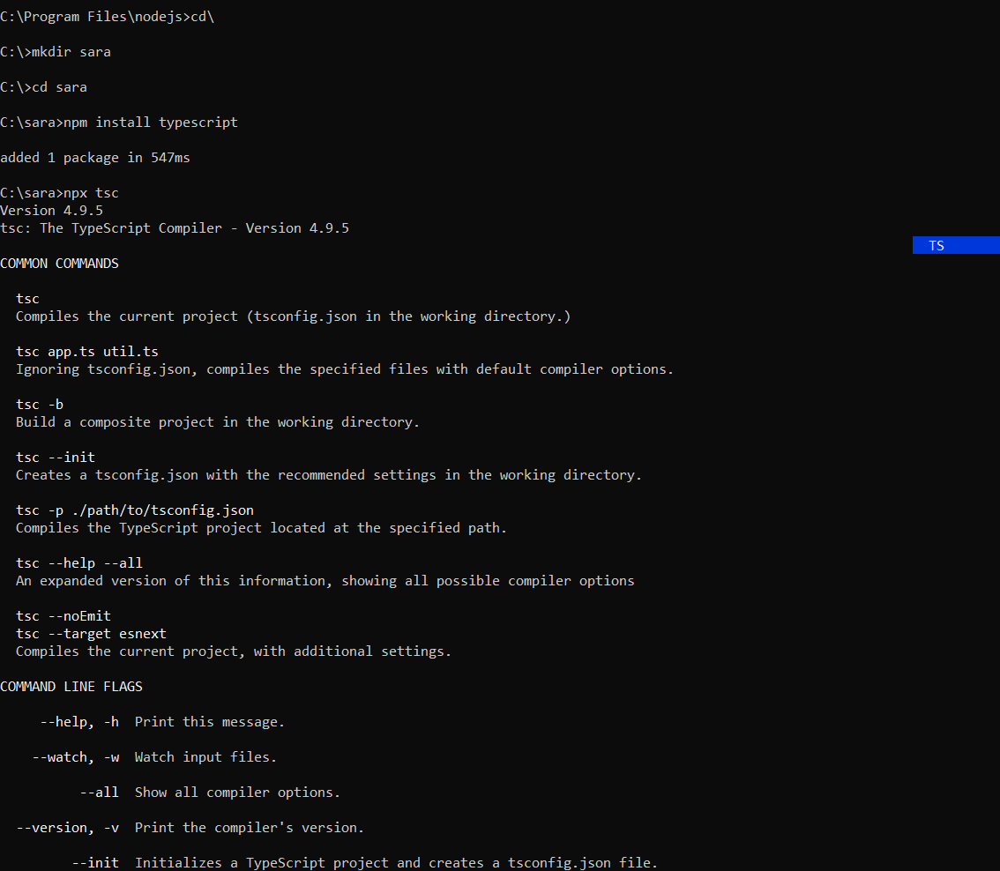 C:\Program Files\nodejs>cd\
C:\>mkdir sara
C:\>cd sara
C:\sara>npm install typescript
added 1 package in 547ms
C:\sara>npx tsc
Version 4.9.5
tsc: The TypeScript Compiler - Version 4.9.5
TS
COMMON COMMANDS
tsc
Compiles the current project (tsconfig.json in the working directory.)
tsc app.ts util.ts
Ignoring tsconfig.json, compiles the specified files with default compiler options.
tsc -b
Build a composite project in the working directory.
tsc --init
Creates a tsconfig.json with the recommended settings in the working directory.
tsc -p ./path/to/tsconfig.json
Compiles the TypeScript project located at the specified path.
tsc --help --all
An expanded version of this information, showing all possible compiler options
tsc --noEmit
tsc --target esnext
Compiles the current project, with additional settings.
COMMAND LINE FLAGS
--help, -h  Print this message.
--watch, -w  Watch input files.
--all  Show all compiler options.
--version, -v  Print the compiler's version.
--init  Initializes a TypeScript project and creates a tsconfig.json file.